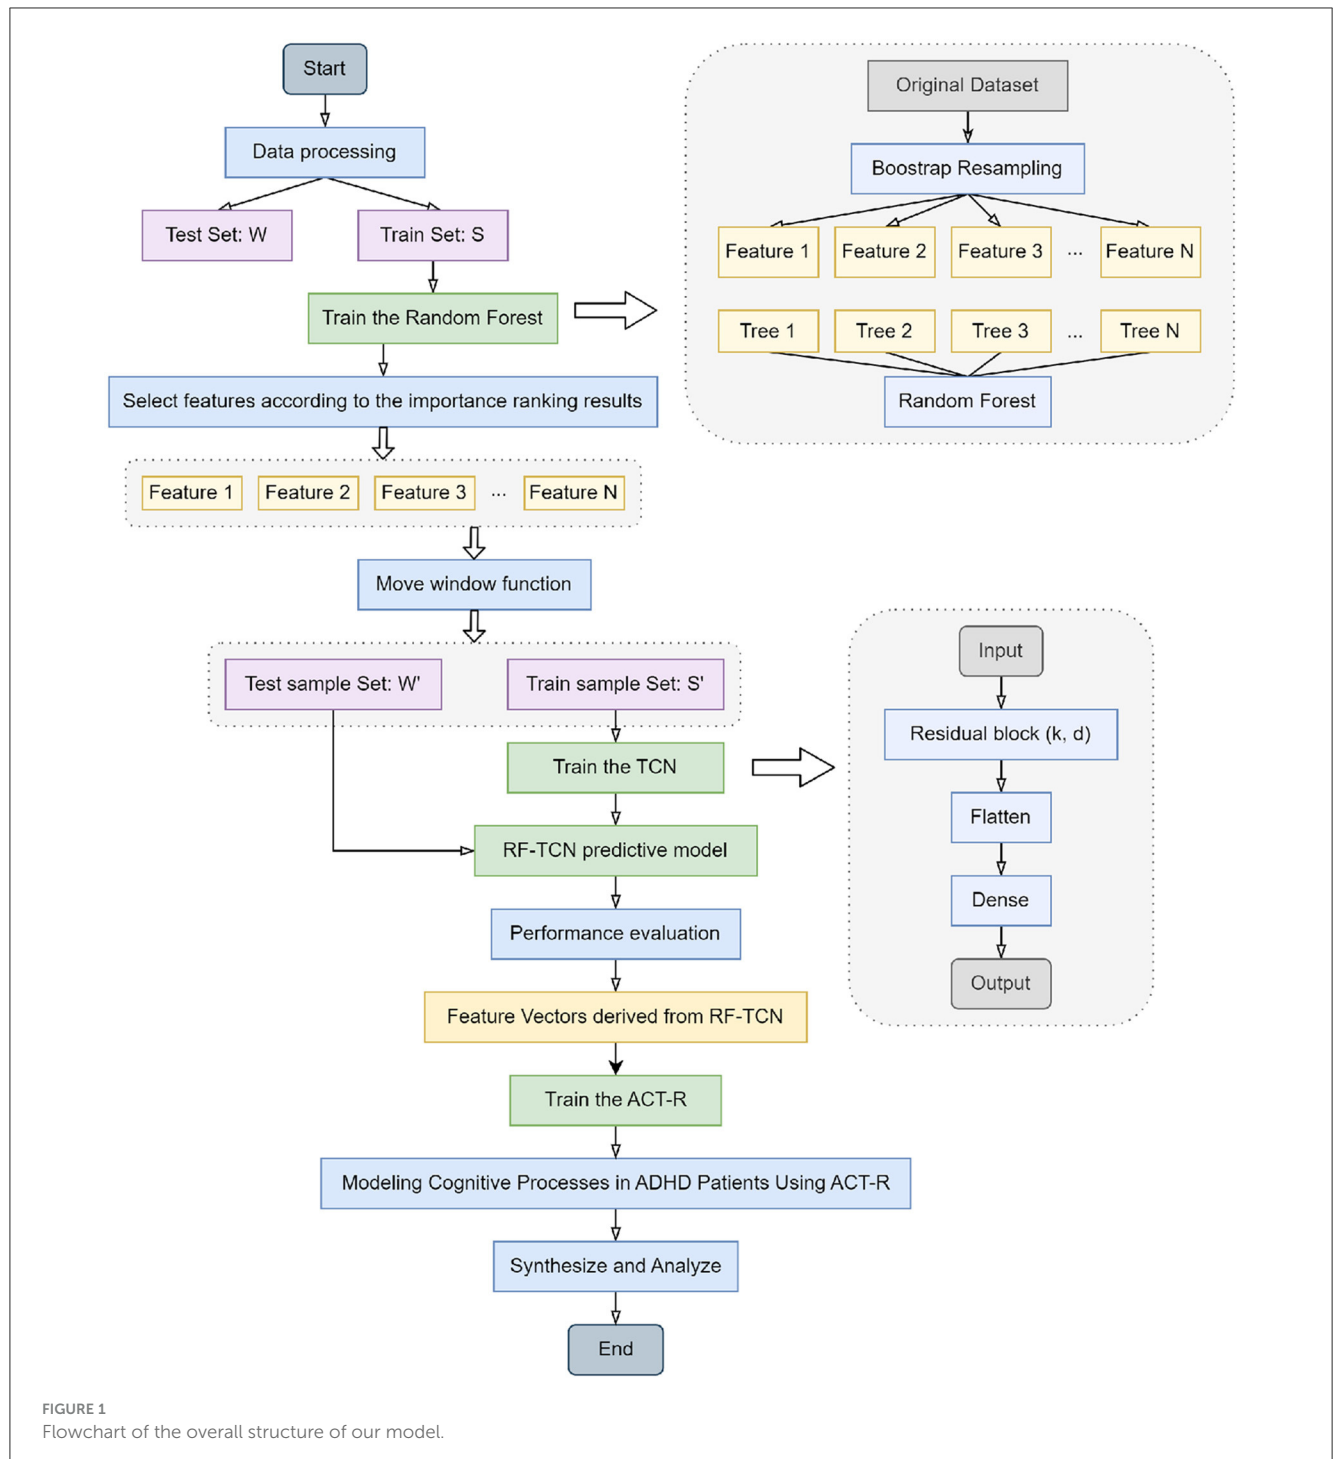 Start
Data processing
Test Set: W
Train Set: S
Train the Random Forest
Select features according to the importance ranking results
Feature 1
Feature 2
Feature 3
...
Feature N
Move window function
Test sample Set: W'
Train sample Set: S'
Train the TCN
RF-TCN predictive model
Performance evaluation
Feature Vectors derived from RF-TCN
Train the ACT-R
Modeling Cognitive Processes in ADHD Patients Using ACT-R
Synthesize and Analyze
End
Original Dataset
Boostrap Resampling
Feature 1
Feature 2
Feature 3
...
Feature N
Tree 1
Tree 2
Tree 3
...
Tree N
Random Forest
Input
Residual block (k, d)
Flatten
Dense
Output
FIGURE 1
Flowchart of the overall structure of our model.